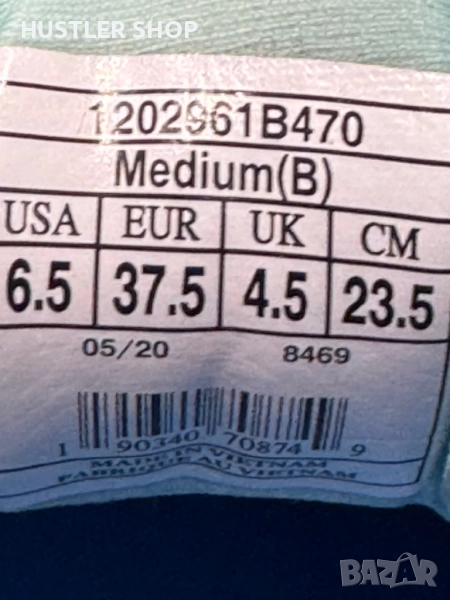 HUSTLER SHOP
1202961B470
Medium(B)
USA EUR UK CM
6.5 37.5 4.5 23.5
05/20 8469
1 90340 70874 9
MADE IN VIETNAM
FABRIQUE AU VIETNAM
BAZAR